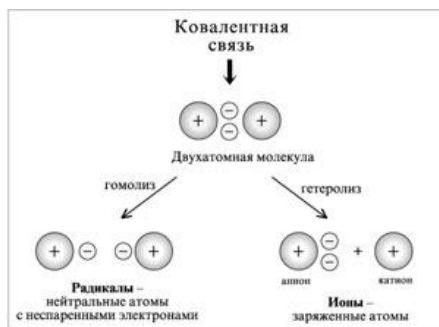 Ковалентная
связь
+ − − +
Двухатомная молекула
гомолиз
гетеролиз
+ − − +
+ − − + +
анион
катион
Радикалы –
нейтральные атомы
с неспаренными электронами
Ионы –
заряженные атомы